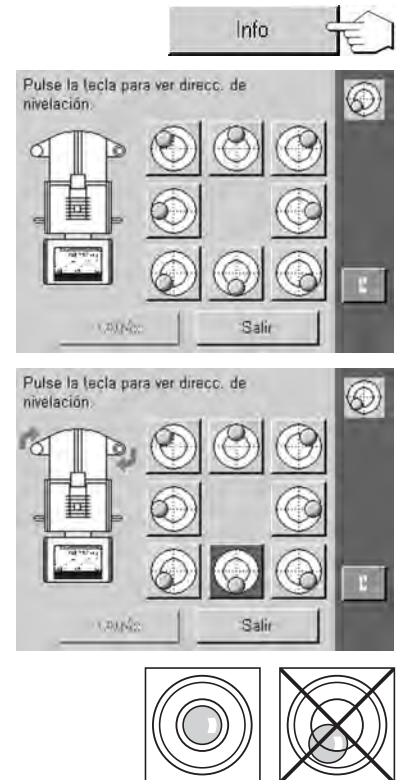 Info
Pulse la tecla para ver direcc. de
nivelación.
Salir
C
Pulse la tecla para ver direcc. de
nivelación.
Salir
C